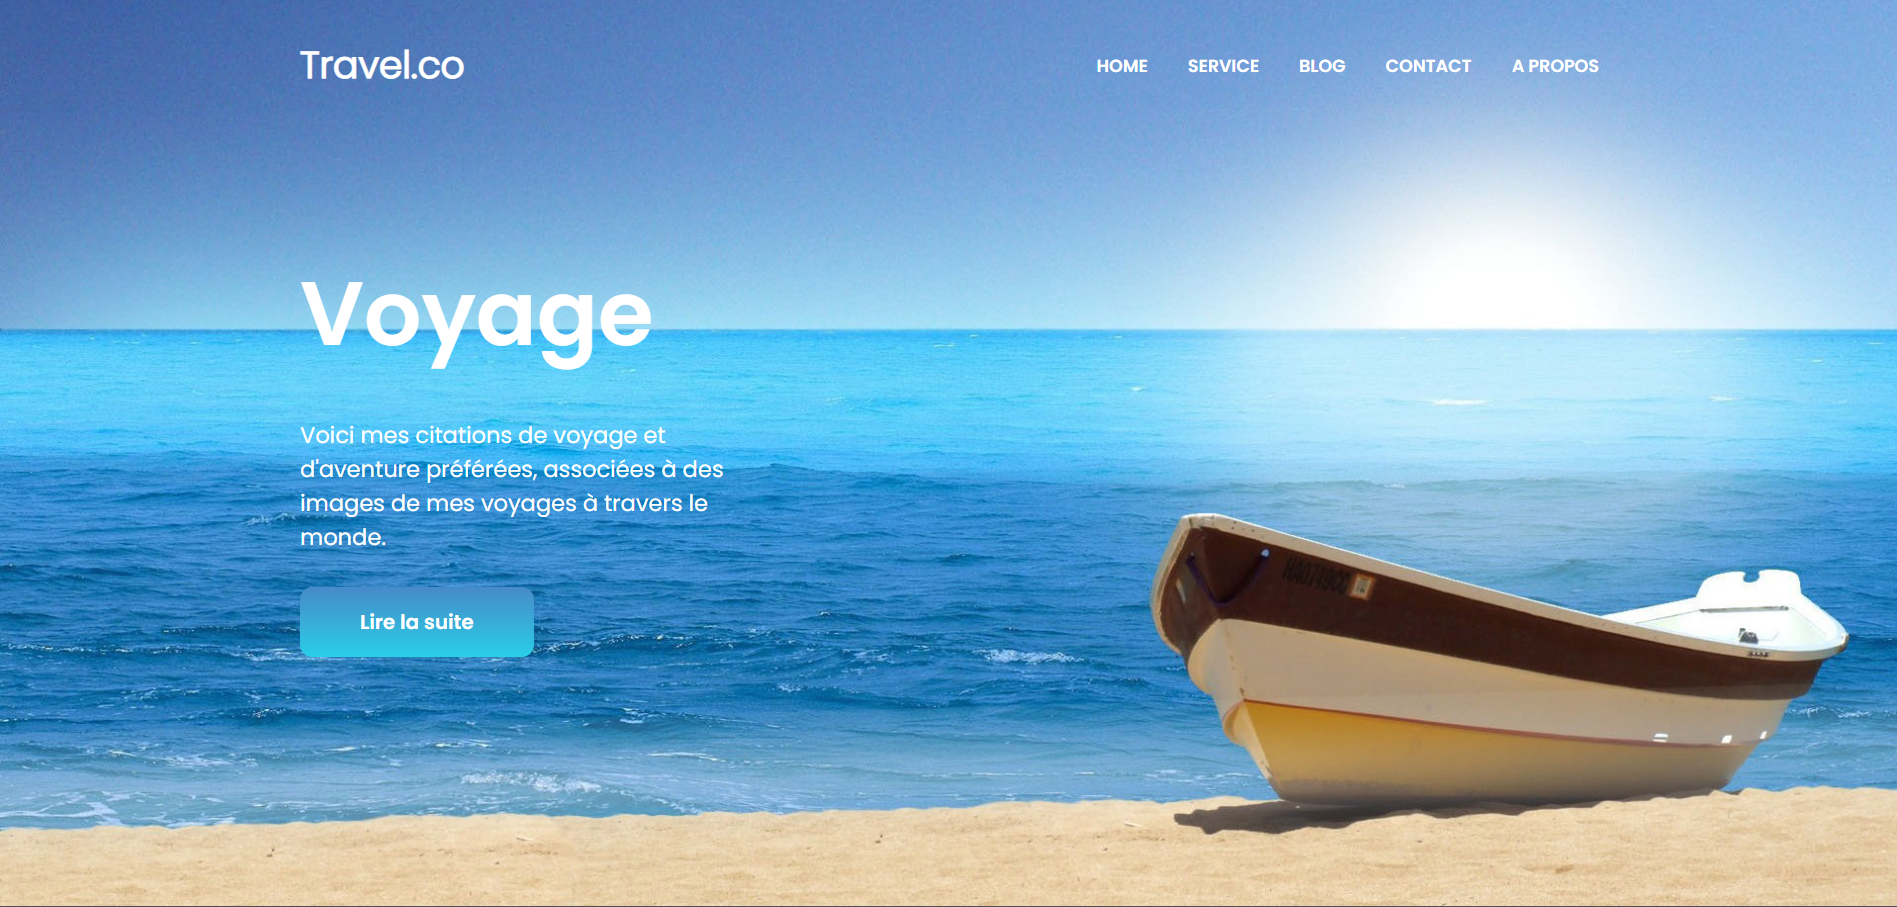 Travel.co
HOME SERVICE BLOG CONTACT A PROPOS
Voyage
Voici mes citations de voyage et
d'aventure préférées, associées à des
images de mes voyages à travers le
monde.
Lire la suite